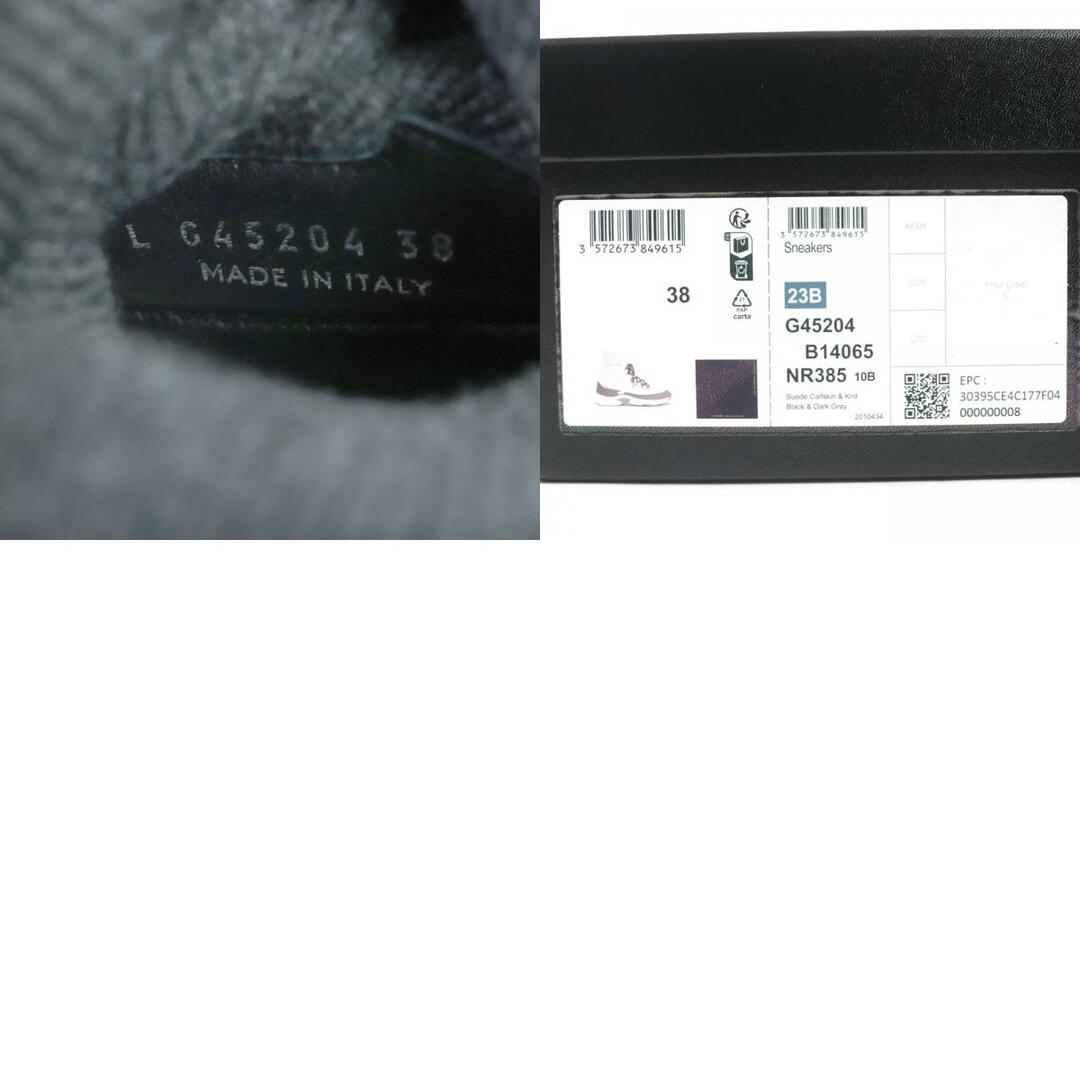 L G45204 38
MADE IN ITALY
3 572673 849615
38
21
PAP
carta
3 572673 849615
Sneakers
23B
G45204
B14065
NR385 10B
Suede Calfskin & Knit
Black & Dark Gray
2010434
MAN.
Price Label
EPC :
30395CE4C177F04
000000008